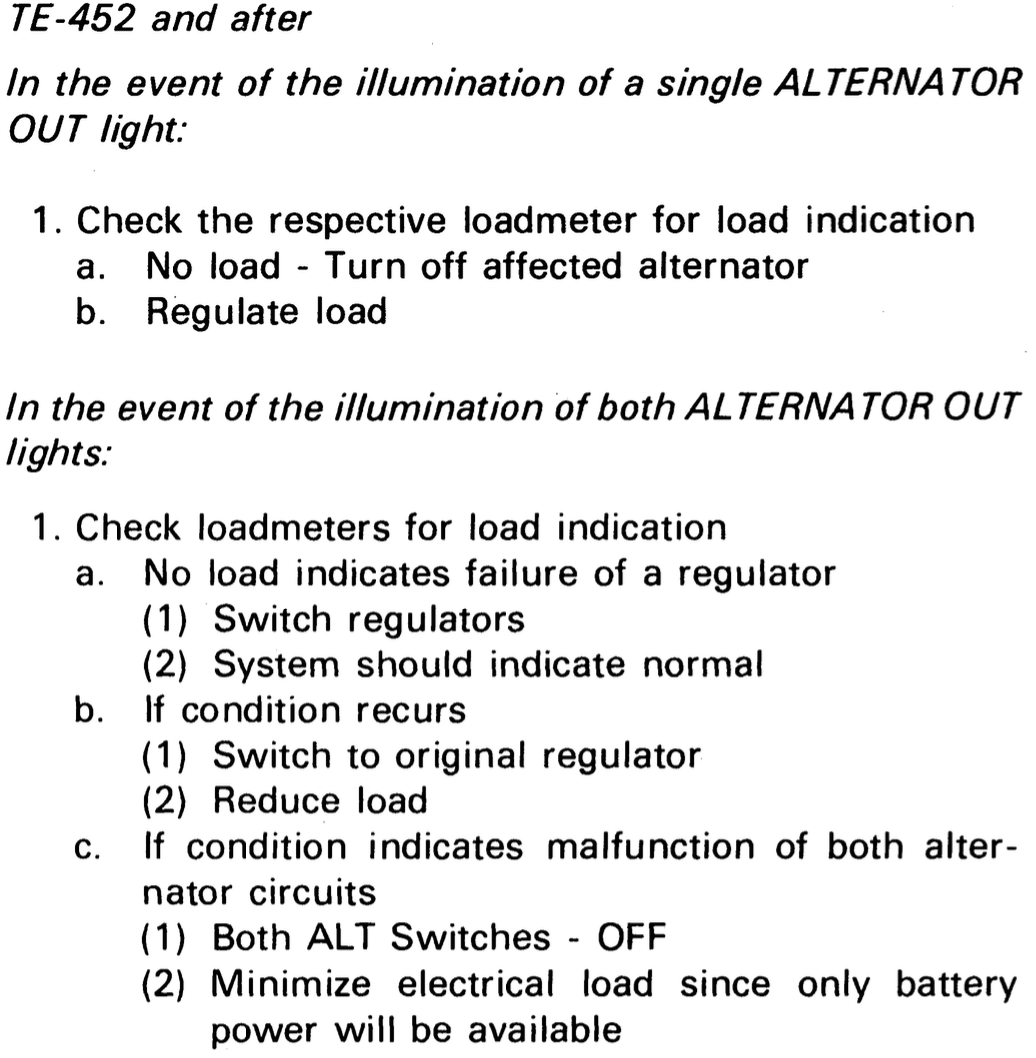 TE-452 and after
In the event of the illumination of a single ALTERNATOR
OUT light:
1. Check the respective loadmeter for load indication
a. No load - Turn off affected alternator
b. Regulate load
In the event of the illumination of both ALTERNATOR OUT
lights:
1. Check loadmeters for load indication
a. No load indicates failure of a regulator
(1) Switch regulators
(2) System should indicate normal
b. If condition recurs
(1) Switch to original regulator
(2) Reduce load
c. If condition indicates malfunction of both alter-
nator circuits
(1) Both ALT Switches - OFF
(2) Minimize electrical load since only battery
power will be available